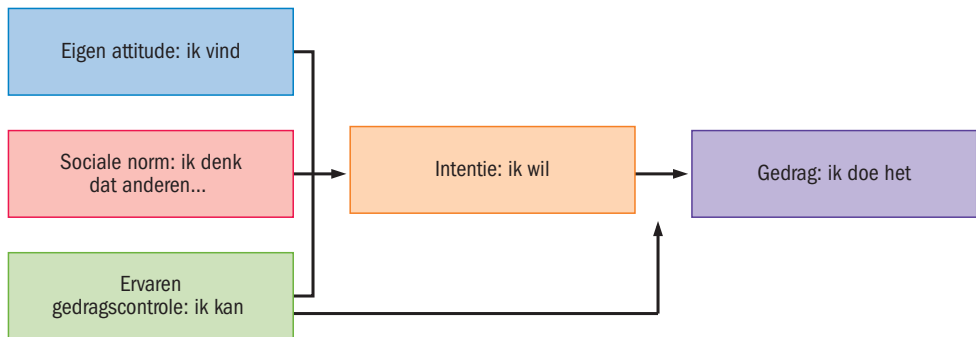 Eigen attitude: ik vind
Sociale norm: ik denk
dat anderen...
Intentie: ik wil
Gedrag: ik doe het
Ervaren
gedragscontrole: ik kan